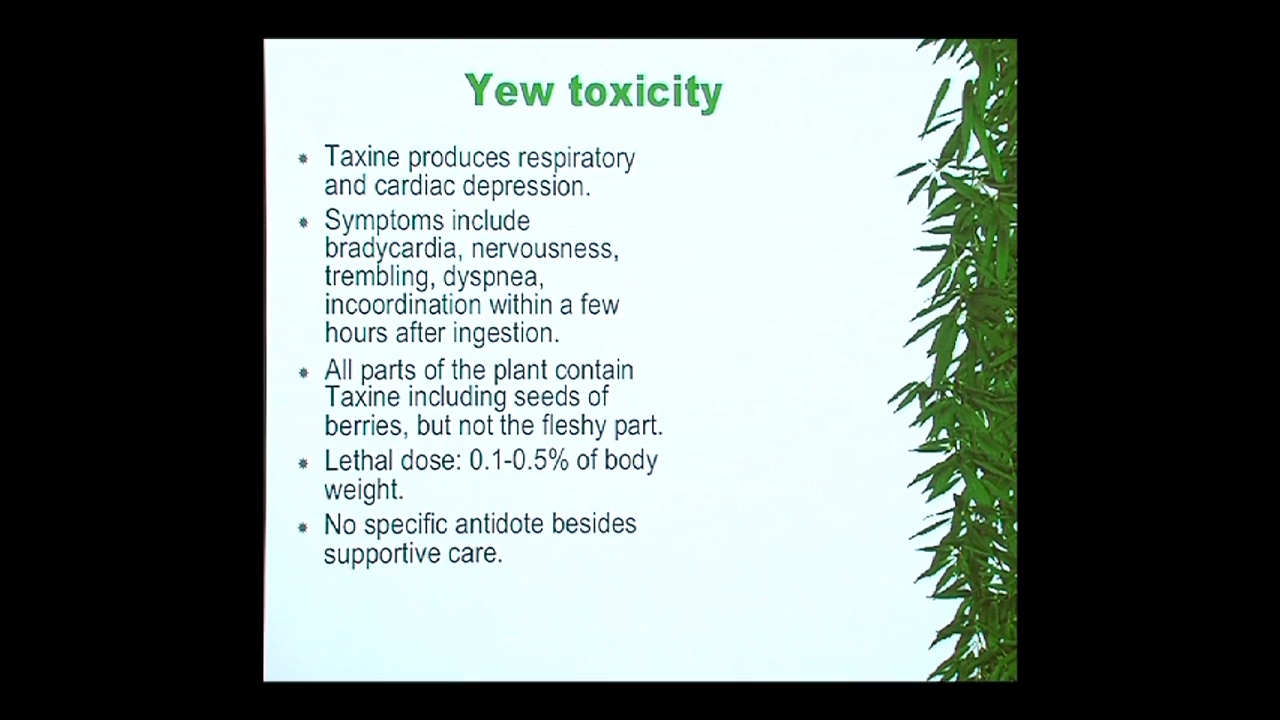 Yew toxicity
Taxine produces respiratory
and cardiac depression.
Symptoms include
bradycardia, nervousness,
trembling, dyspnea,
incoordination within a few
hours after ingestion.
All parts of the plant contain
Taxine including seeds of
berries, but not the fleshy part.
Lethal dose: 0.1-0.5% of body
weight.
No specific antidote besides
supportive care.